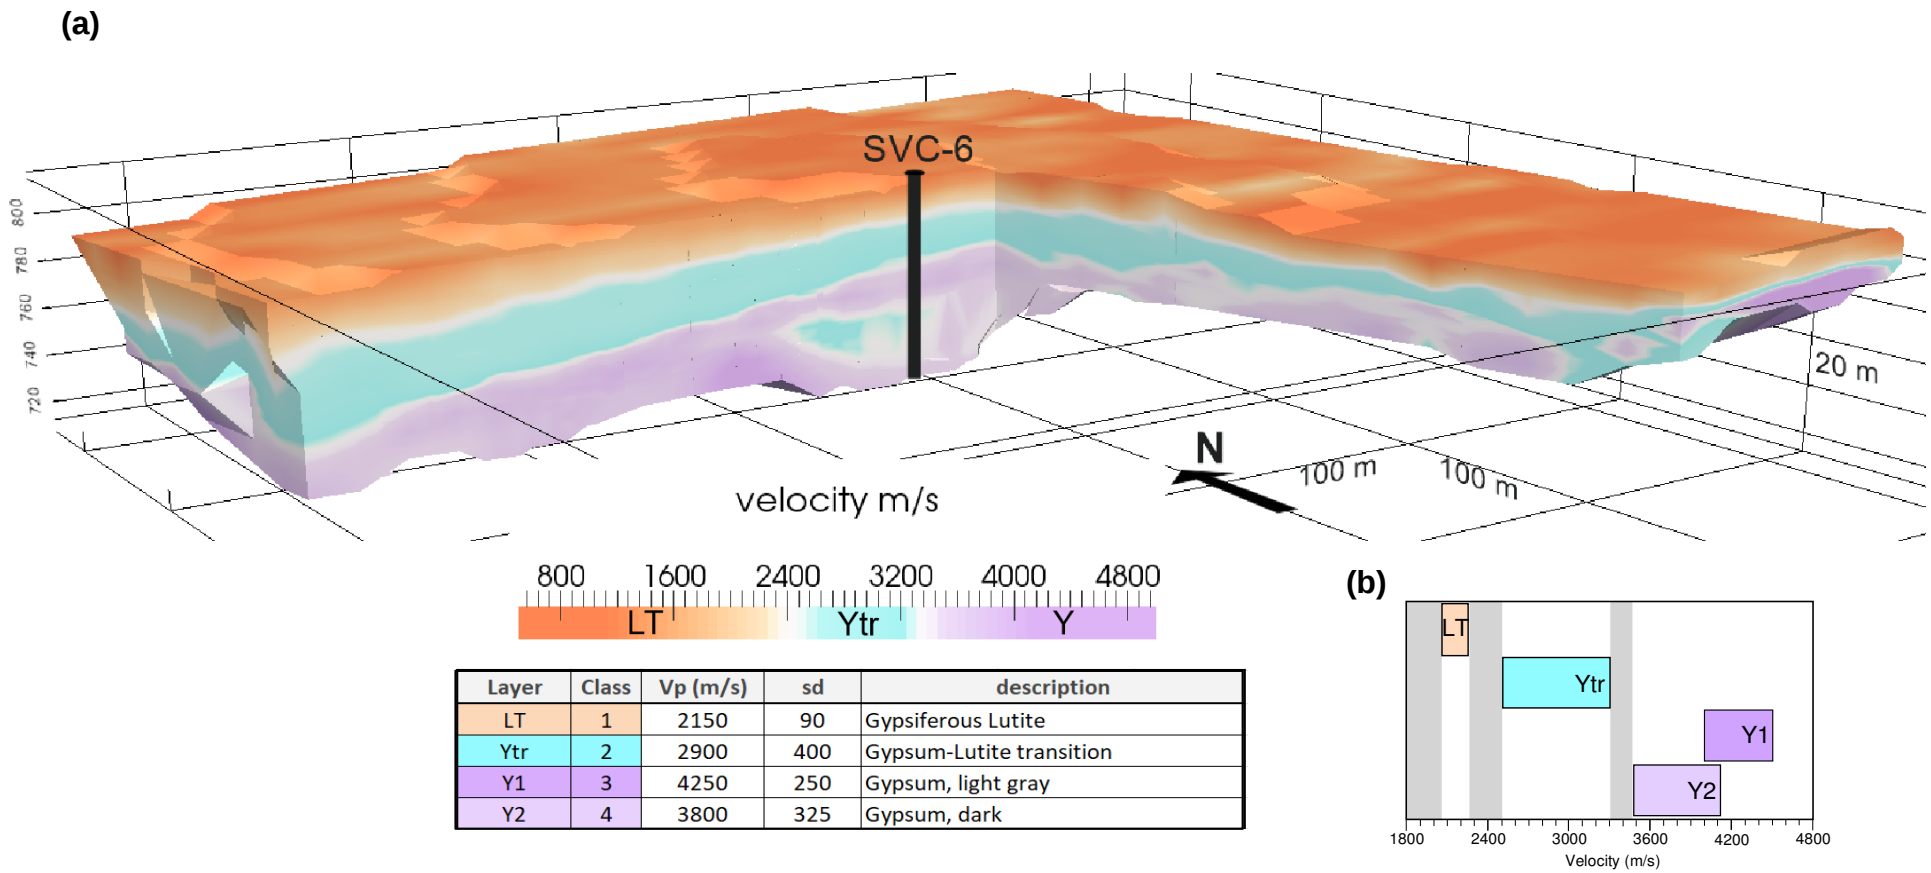 (a)
SVC-6
800
780
760
740
720
20 m
N
100 m
100 m
velocity m/s
800 1600 2400 3200 4000 4800
LT Ytr Y
Layer Class Vp (m/s) sd description
LT 1 2150 90 Gypsiferous Lutite
Ytr 2 2900 400 Gypsum-Lutite transition
Y1 3 4250 250 Gypsum, light gray
Y2 4 3800 325 Gypsum, dark
(b)
LT
Ytr
Y1
Y2
1800 2400 3000 3600 4200 4800
Velocity (m/s)